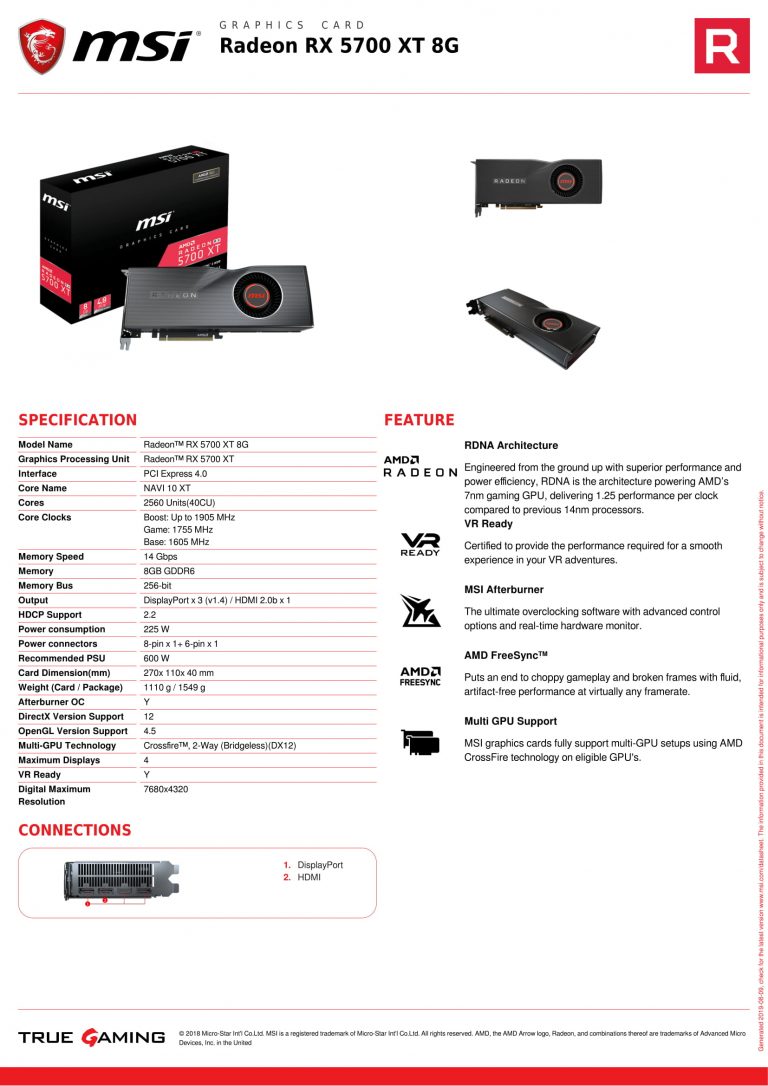 msi
GRAPHICS CARD
Radeon RX 5700 XT 8G
R
msi
msi
GRAPHICS CARD
AMD
RADEON RX
5700 XT
RADEON
msi
RADEON
msi
SPECIFICATION
Model Name Radeon™ RX 5700 XT 8G
Graphics Processing Unit Radeon™ RX 5700 XT
Interface PCI Express 4.0
Core Name NAVI 10 XT
Cores 2560 Units(40CU)
Core Clocks Boost: Up to 1905 MHz
Game: 1755 MHz
Base: 1605 MHz
Memory Speed 14 Gbps
Memory 8GB GDDR6
Memory Bus 256-bit
Output DisplayPort x 3 (v1.4) / HDMI 2.0b x 1
HDCP Support 2.2
Power consumption 225 W
Power connectors 8-pin x 1+ 6-pin x 1
Recommended PSU 600 W
Card Dimension(mm) 270x 110x 40 mm
Weight (Card / Package) 1110 g / 1549 g
Afterburner OC Y
DirectX Version Support 12
OpenGL Version Support 4.5
Multi-GPU Technology Crossfire™, 2-Way (Bridgeless)(DX12)
Maximum Displays 4
VR Ready Y
Digital Maximum 7680x4320
Resolution
CONNECTIONS
1. DisplayPort
2. HDMI
1
2
FEATURE
AMD
RADEON
RDNA Architecture
Engineered from the ground up with superior performance and
power efficiency, RDNA is the architecture powering AMD's
7nm gaming GPU, delivering 1.25 performance per clock
compared to previous 14nm processors.
VR
READY
VR Ready
Certified to provide the performance required for a smooth
experience in your VR adventures.
MSI Afterburner
The ultimate overclocking software with advanced control
options and real-time hardware monitor.
AMD
FREESYNC
AMD FreeSync™
Puts an end to choppy gameplay and broken frames with fluid,
artifact-free performance at virtually any framerate.
Multi GPU Support
MSI graphics cards fully support multi-GPU setups using AMD
CrossFire technology on eligible GPU's.
Generated 2019-08-09, check for the latest version www.msi.com/datasheet. The information provided in this document is intended for informational purposes only and is subject to change without notice.
TRUE GAMING
© 2018 Micro-Star Int'l Co.Ltd. MSI is a registered trademark of Micro-Star Int'l Co.Ltd. All rights reserved. AMD, the AMD Arrow logo, Radeon, and combinations thereof are trademarks of Advanced Micro
Devices, Inc. in the United